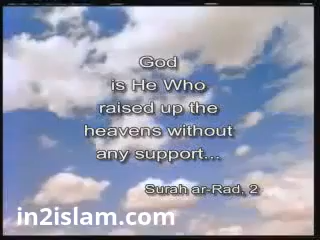 God
is He Who
raised up the
heavens without
any support...
Surah ar-Rad, 2
in2islam.com